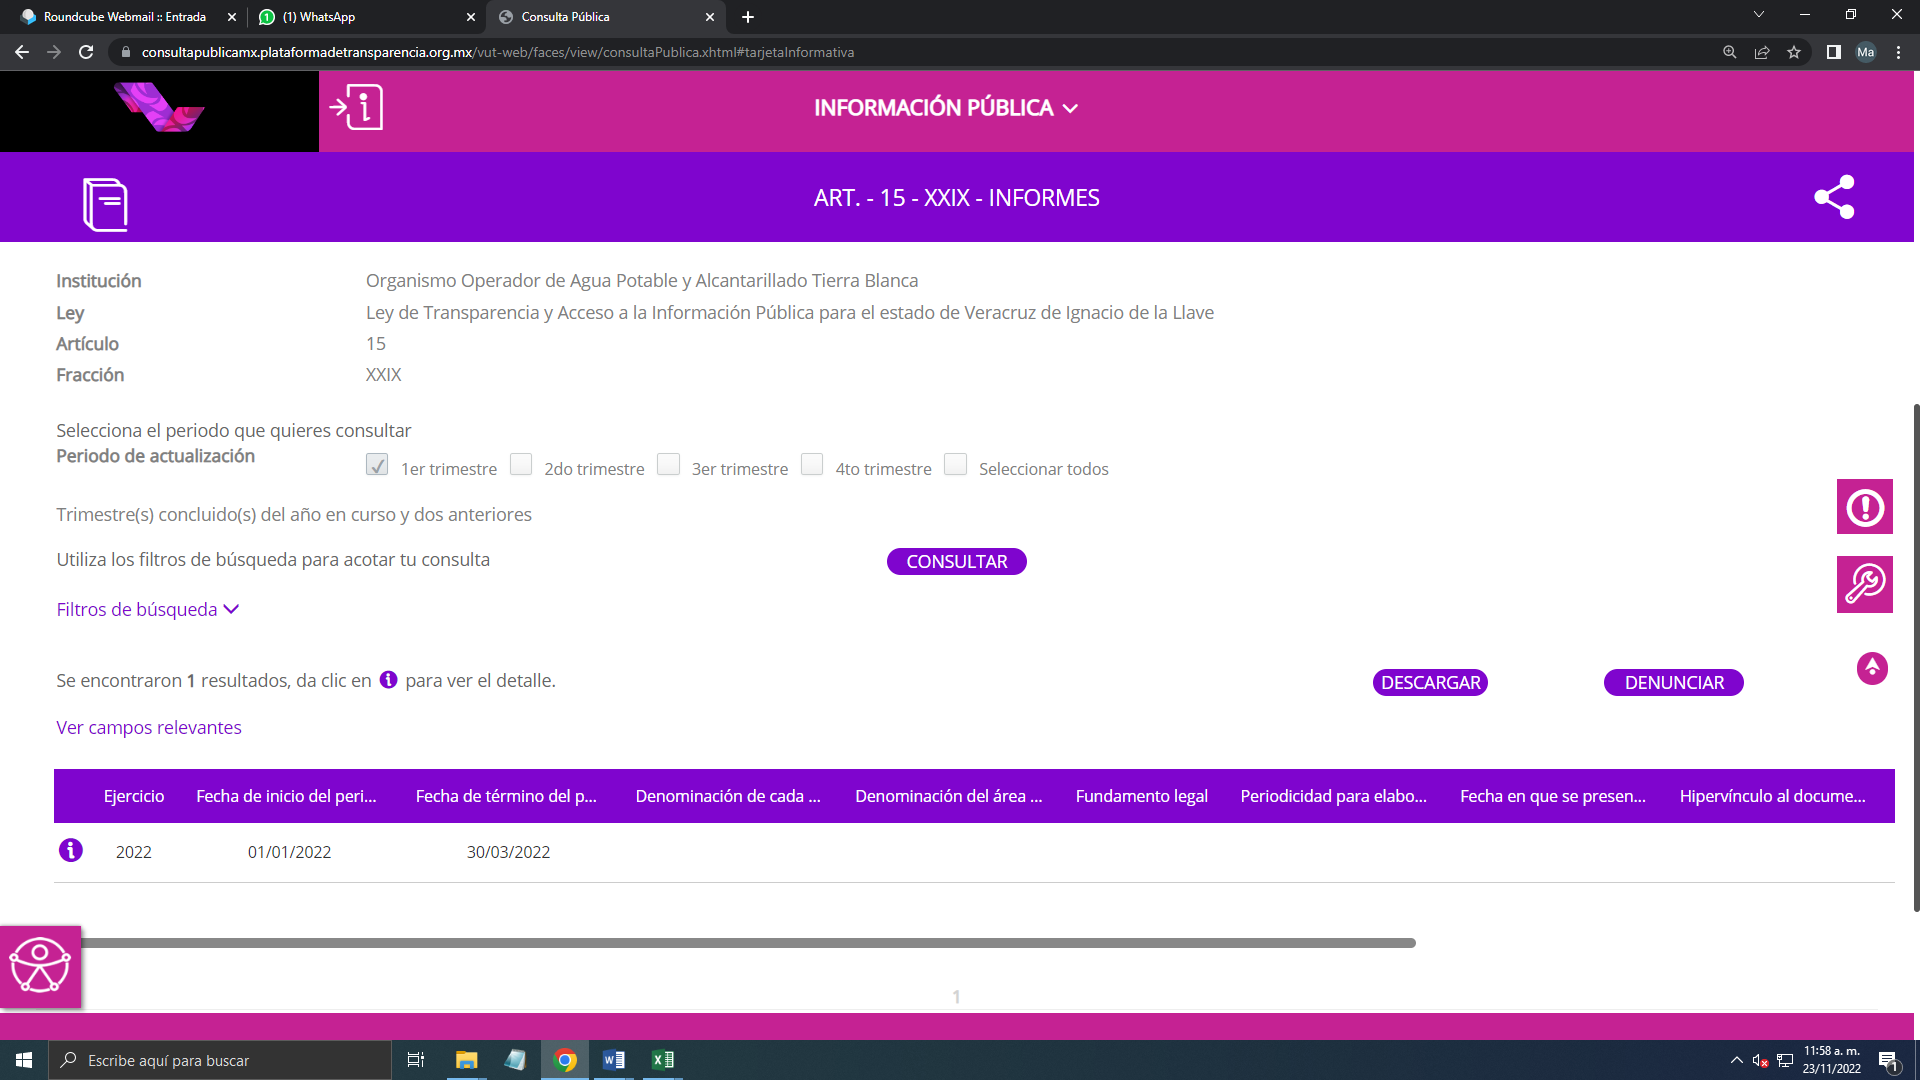 Roundcube Webmail :: Entrada
(1) WhatsApp
Consulta Pública
consultapublicamx.plataformadetransparencia.org.mx/vut-web/faces/view/consultaPublica.xhtml#tarjetaInformativa
Ma
INFORMACIÓN PÚBLICA
ART. - 15 - XXIX - INFORMES
Institución Organismo Operador de Agua Potable y Alcantarillado Tierra Blanca
Ley Ley de Transparencia y Acceso a la Información Pública para el estado de Veracruz de Ignacio de la Llave
Artículo 15
Fracción XXIX
Selecciona el periodo que quieres consultar
Periodo de actualización 1er trimestre 2do trimestre 3er trimestre 4to trimestre Seleccionar todos
Trimestre(s) concluido(s) del año en curso y dos anteriores
Utiliza los filtros de búsqueda para acotar tu consulta CONSULTAR
Filtros de búsqueda
Se encontraron 1 resultados, da clic en i para ver el detalle. DESCARGAR DENUNCIAR
Ver campos relevantes
Ejercicio Fecha de inicio del peri... Fecha de término del p... Denominación de cada ... Denominación del área ... Fundamento legal Periodicidad para elabo... Fecha en que se presen... Hipervínculo al docume...
2022 01/01/2022 30/03/2022
1
Escribe aquí para buscar
11:58 a. m.
23/11/2022
1